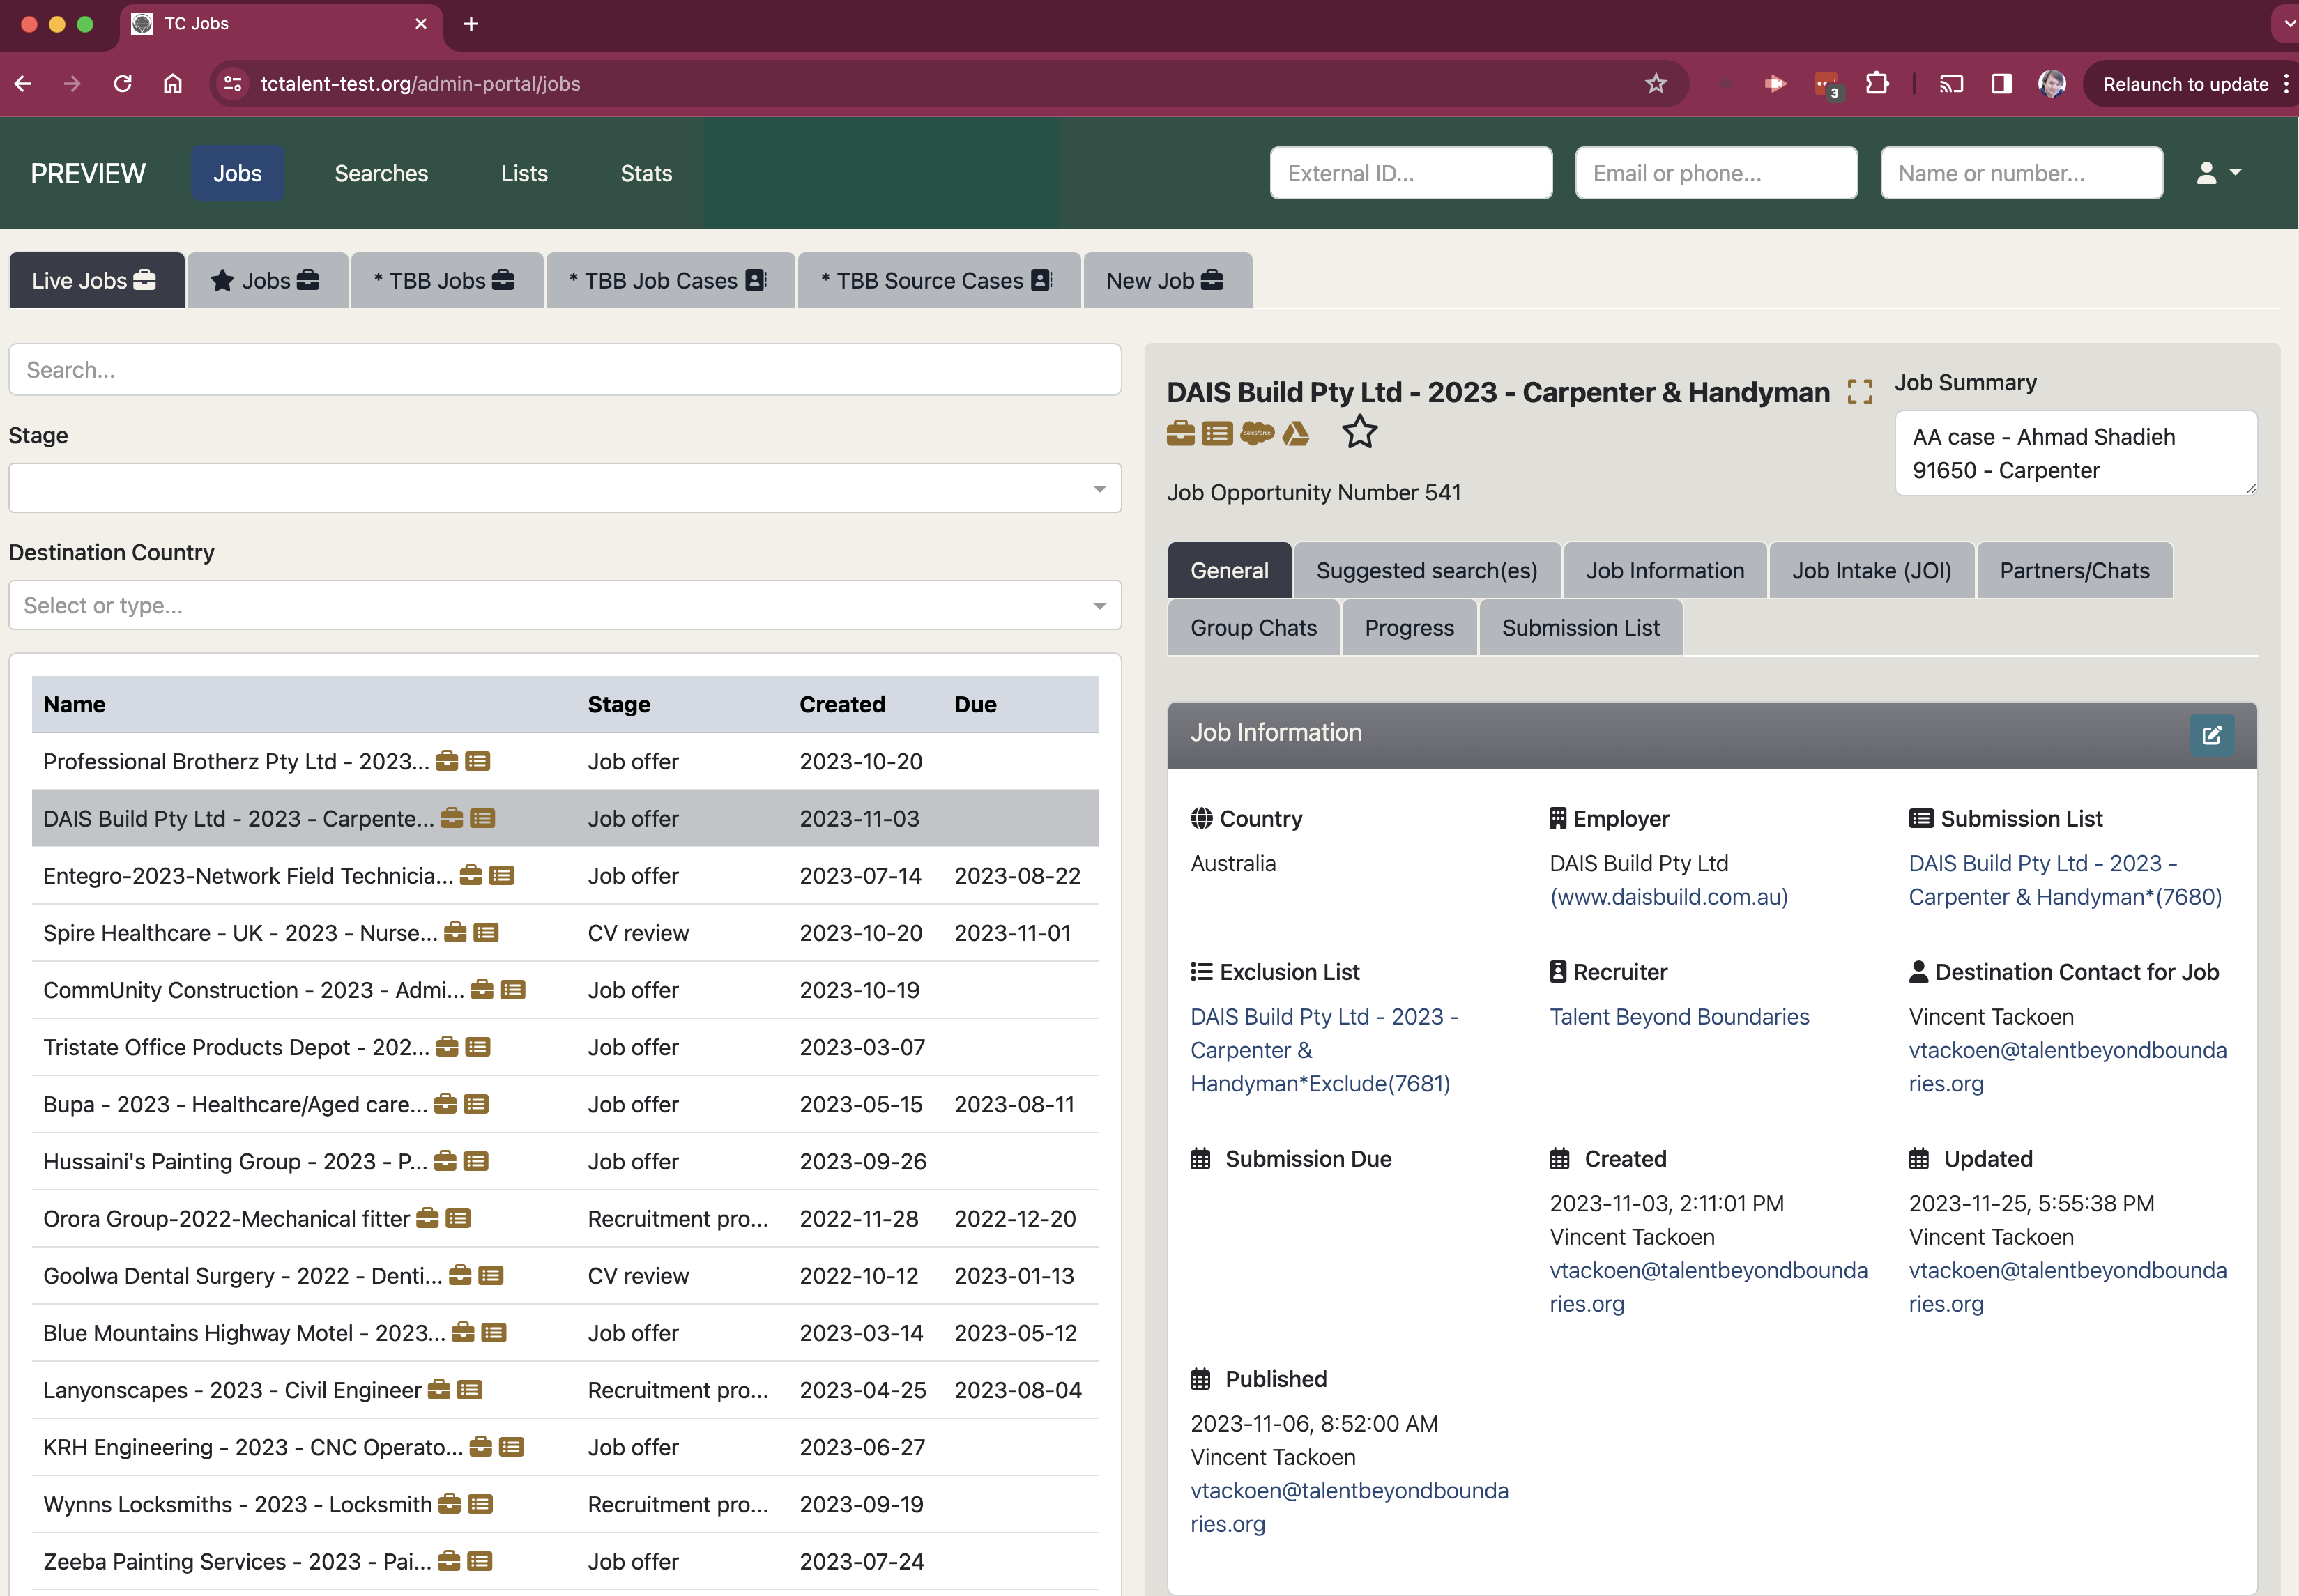 TC Jobs
tctalent-test.org/admin-portal/jobs
3
Relaunch to update
PREVIEW
Jobs
Searches
Lists
Stats
External ID...
Email or phone...
Name or number...
Live Jobs
Jobs
* TBB Jobs
* TBB Job Cases
* TBB Source Cases
New Job
Search...
Stage
Destination Country
Select or type...
Name Stage Created Due
Professional Brotherz Pty Ltd - 2023... Job offer 2023-10-20
DAIS Build Pty Ltd - 2023 - Carpente... Job offer 2023-11-03
Entegro-2023-Network Field Technicia... Job offer 2023-07-14 2023-08-22
Spire Healthcare - UK - 2023 - Nurse... CV review 2023-10-20 2023-11-01
CommUnity Construction - 2023 - Admi... Job offer 2023-10-19
Tristate Office Products Depot - 202... Job offer 2023-03-07
Bupa - 2023 - Healthcare/Aged care... Job offer 2023-05-15 2023-08-11
Hussaini's Painting Group - 2023 - P... Job offer 2023-09-26
Orora Group-2022-Mechanical fitter Recruitment pro... 2022-11-28 2022-12-20
Goolwa Dental Surgery - 2022 - Denti... CV review 2022-10-12 2023-01-13
Blue Mountains Highway Motel - 2023... Job offer 2023-03-14 2023-05-12
Lanyonscapes - 2023 - Civil Engineer Recruitment pro... 2023-04-25 2023-08-04
KRH Engineering - 2023 - CNC Operato... Job offer 2023-06-27
Wynns Locksmiths - 2023 - Locksmith Recruitment pro... 2023-09-19
Zeeba Painting Services - 2023 - Pai... Job offer 2023-07-24
DAIS Build Pty Ltd - 2023 - Carpenter & Handyman
salesforce
Job Opportunity Number 541
Job Summary
AA case - Ahmad Shadieh
91650 - Carpenter
General
Suggested search(es)
Job Information
Job Intake (JOI)
Partners/Chats
Group Chats
Progress
Submission List
Job Information
Country
Australia
Employer
DAIS Build Pty Ltd
(www.daisbuild.com.au)
Submission List
DAIS Build Pty Ltd - 2023 -
Carpenter & Handyman*(7680)
Exclusion List
DAIS Build Pty Ltd - 2023 -
Carpenter &
Handyman*Exclude(7681)
Recruiter
Talent Beyond Boundaries
Destination Contact for Job
Vincent Tackoen
vtackoen@talentbeyondbounda
ries.org
Submission Due
Created
2023-11-03, 2:11:01 PM
Vincent Tackoen
vtackoen@talentbeyondbounda
ries.org
Updated
2023-11-25, 5:55:38 PM
Vincent Tackoen
vtackoen@talentbeyondbounda
ries.org
Published
2023-11-06, 8:52:00 AM
Vincent Tackoen
vtackoen@talentbeyondbounda
ries.org